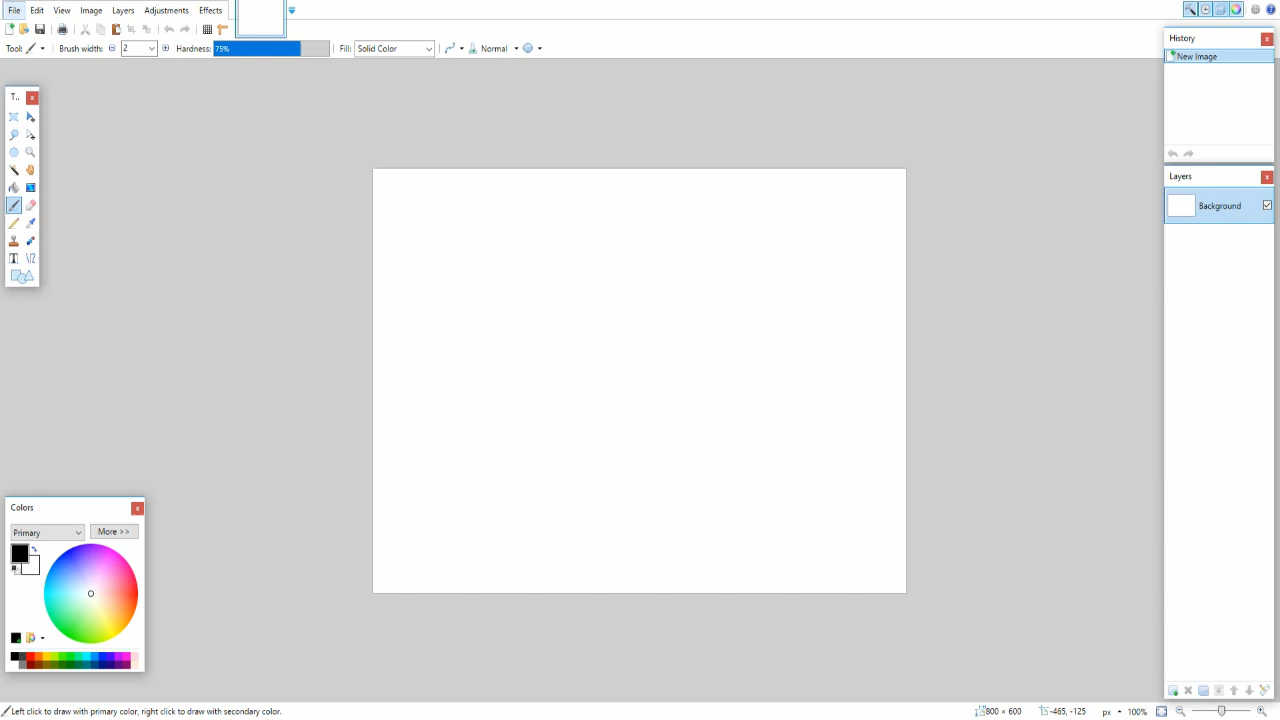 File Edit View Image Layers Adjustments Effects
Tool: Brush width: 2 Hardness: 75% Fill: Solid Color Normal
History
New Image
T..
Layers
Background
Colors
Primary More >>
Left click to draw with primary color, right click to draw with secondary color. 800 × 600 -465, -125 px 100%